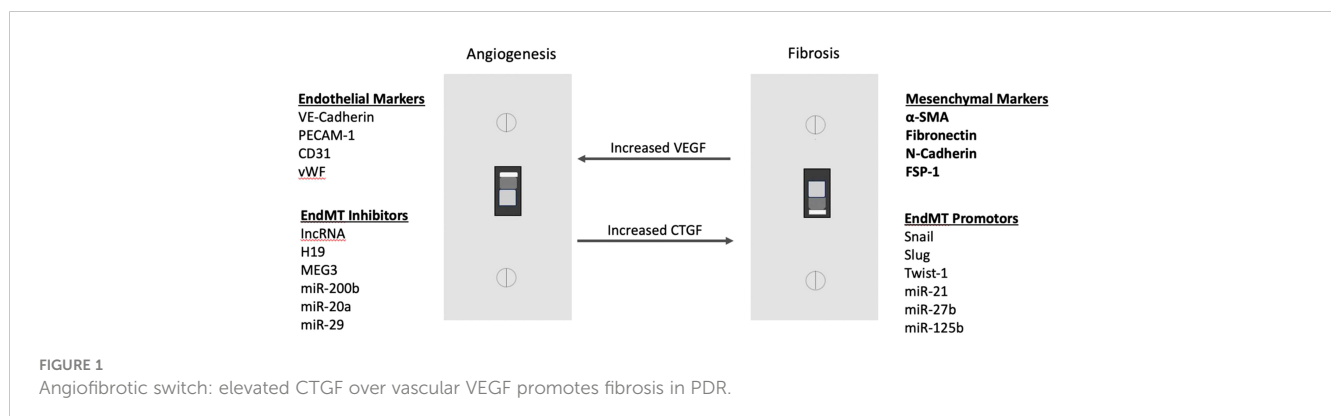 Angiogenesis
Fibrosis
Endothelial Markers
VE-Cadherin
PECAM-1
CD31
vWF
EndMT Inhibitors
lncRNA
H19
MEG3
miR-200b
miR-20a
miR-29
Increased VEGF
Increased CTGF
Mesenchymal Markers
α-SMA
Fibronectin
N-Cadherin
FSP-1
EndMT Promotors
Snail
Slug
Twist-1
miR-21
miR-27b
miR-125b
FIGURE 1
Angiofibrotic switch: elevated CTGF over vascular VEGF promotes fibrosis in PDR.